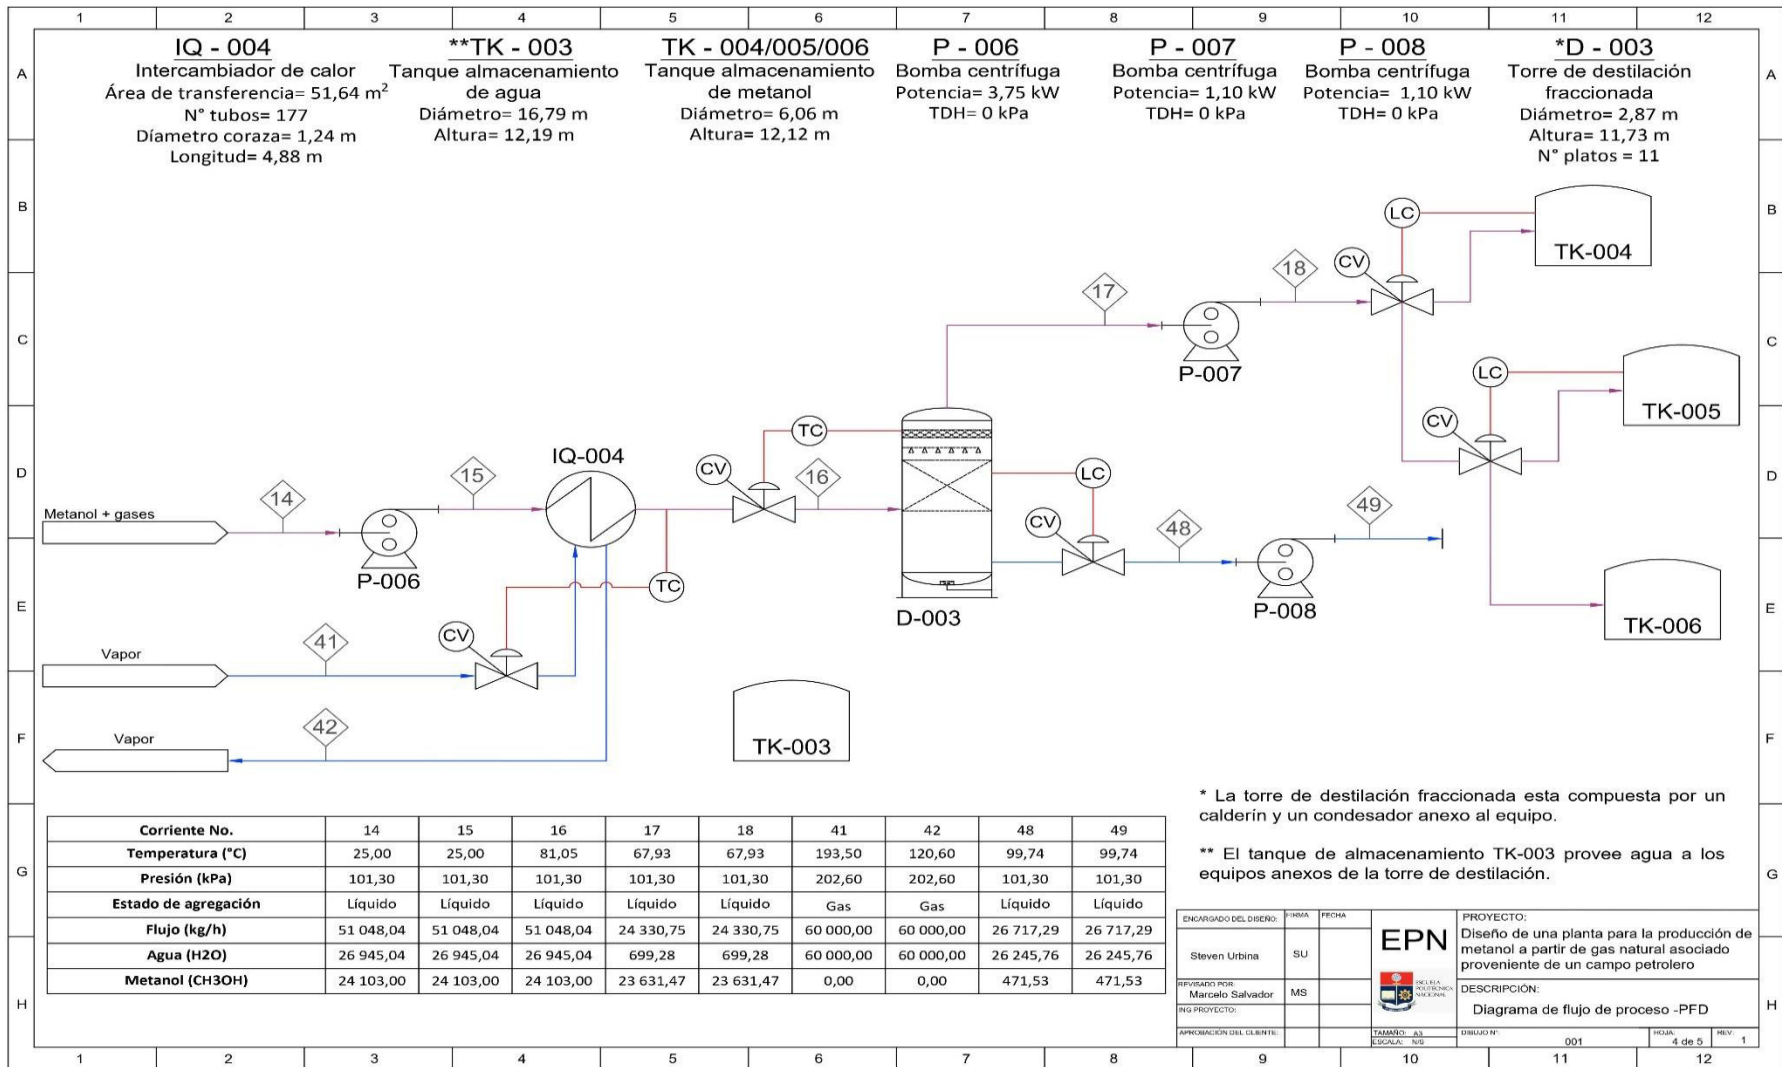 1 2 3 4 5 6 7 8 9 10 11 12
A
B
C
D
E
F
G
H
A
B
C
D
E
F
G
H
IQ - 004
Intercambiador de calor
Área de transferencia= 51,64 m²
N° tubos= 177
Díametro coraza= 1,24 m
Longitud= 4,88 m
**TK - 003
Tanque almacenamiento
de agua
Diámetro= 16,79 m
Altura= 12,19 m
TK - 004/005/006
Tanque almacenamiento
de metanol
Diámetro= 6,06 m
Altura= 12,12 m
P - 006
Bomba centrífuga
Potencia= 3,75 kW
TDH= 0 kPa
P - 007
Bomba centrífuga
Potencia= 1,10 kW
TDH= 0 kPa
P - 008
Bomba centrífuga
Potencia= 1,10 kW
TDH= 0 kPa
*D - 003
Torre de destilación
fraccionada
Diámetro= 2,87 m
Altura= 11,73 m
N° platos = 11
LC
TK-004
CV
18
17
P-007
LC
TK-005
CV
TC
IQ-004
CV
16
15
14
Metanol + gases
P-006
LC
CV
48
49
TC
D-003
P-008
TK-006
CV
41
Vapor
42
Vapor
TK-003
* La torre de destilación fraccionada esta compuesta por un
calderín y un condesador anexo al equipo.
** El tanque de almacenamiento TK-003 provee agua a los
equipos anexos de la torre de destilación.
Corriente No. 14 15 16 17 18 41 42 48 49
Temperatura (°C) 25,00 25,00 81,05 67,93 67,93 193,50 120,60 99,74 99,74
Presión (kPa) 101,30 101,30 101,30 101,30 101,30 202,60 202,60 101,30 101,30
Estado de agregación Líquido Líquido Líquido Líquido Líquido Gas Gas Líquido Líquido
Flujo (kg/h) 51 048,04 51 048,04 51 048,04 24 330,75 24 330,75 60 000,00 60 000,00 26 717,29 26 717,29
Agua (H2O) 26 945,04 26 945,04 26 945,04 699,28 699,28 60 000,00 60 000,00 26 245,76 26 245,76
Metanol (CH3OH) 24 103,00 24 103,00 24 103,00 23 631,47 23 631,47 0,00 0,00 471,53 471,53
ENCARGADO DEL DISEÑO: FIRMA FECHA
Steven Urbina SU
REVISADO POR:
Marcelo Salvador MS
ING PROYECTO:
APROBACIÓN DEL CLIENTE:
EPN
ESCUELA
POLITÉCNICA
NACIONAL
TAMAÑO: A3
ESCALA: N/S
PROYECTO:
Diseño de una planta para la producción de
metanol a partir de gas natural asociado
proveniente de un campo petrolero
DESCRIPCIÓN:
Diagrama de flujo de proceso -PFD
DIBUJO N°:
001
HOJA:
4 de 5
REV:
1
1 2 3 4 5 6 7 8 9 10 11 12